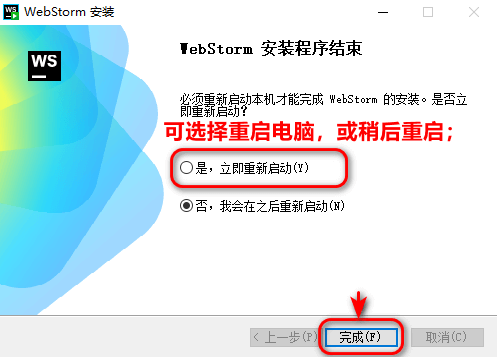 WebStorm 安装
WS
WebStorm 安装程序结束
必须重新启动本机才能完成 WebStorm 的安装。是否立
即重新启动?
可选择重启电脑，或稍后重启；
是，立即重新启动(Y)
否，我会在之后重新启动(N)
< 上一步(P) 完成(F) 取消(C)